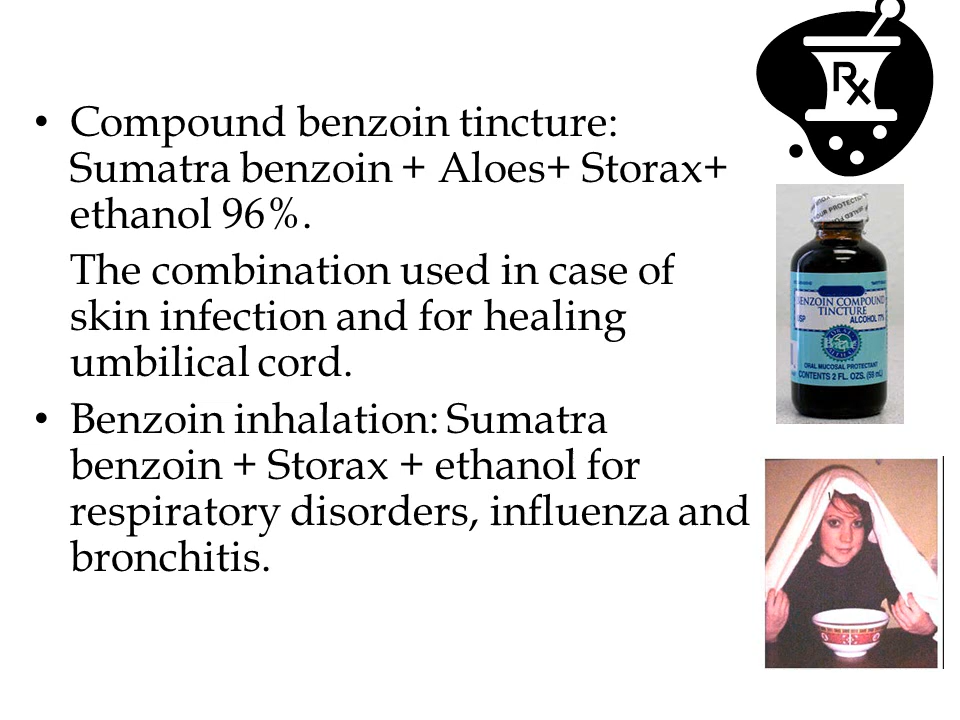 • Compound benzoin tincture:
Sumatra benzoin + Aloes+ Storax+
ethanol 96%.
The combination used in case of
skin infection and for healing
umbilical cord.
• Benzoin inhalation: Sumatra
benzoin + Storax + ethanol for
respiratory disorders, influenza and
bronchitis.
Rx
BENZOIN COMPOUND
TINCTURE
USP ALCOHOL 77%
ORAL MUCOSAL PROTECTANT
CONTENTS 2 FL. OZS. (59 mL)